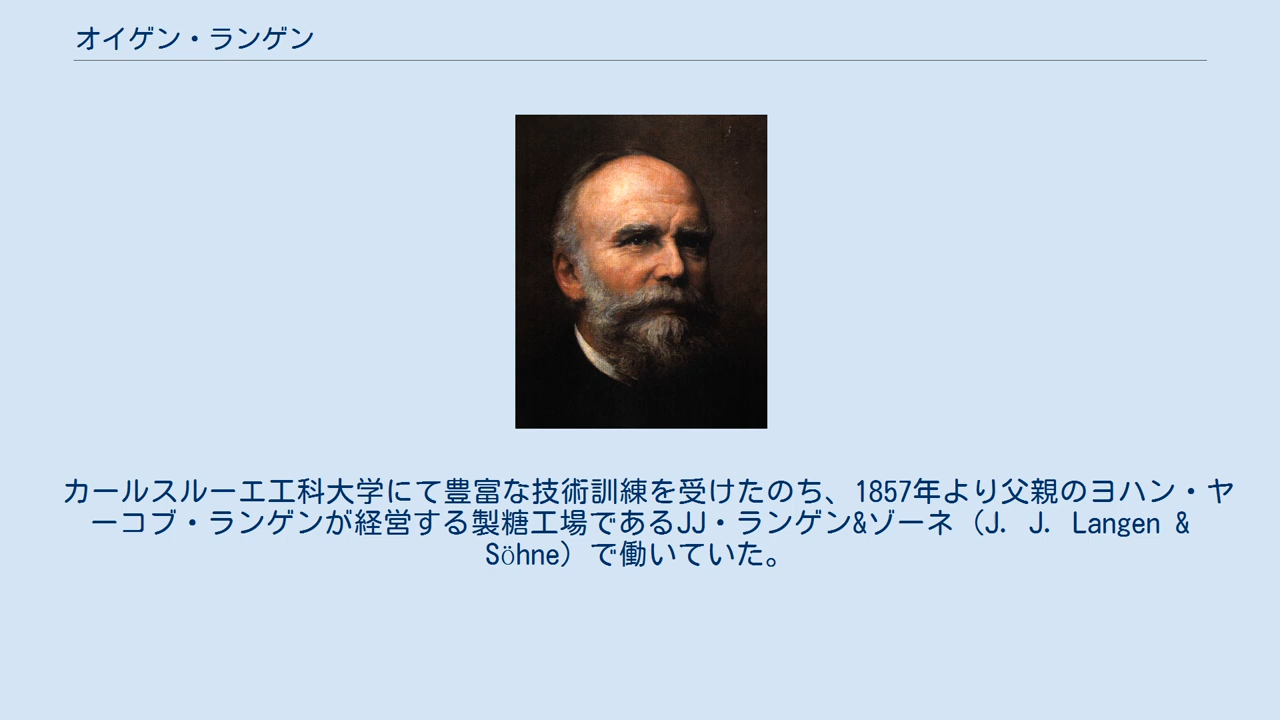 オイゲン・ランゲン
カールスルーエ工科大学にて豊富な技術訓練を受けたのち、1857年より父親のヨハン・ヤ
ーコブ・ランゲンが経営する製糖工場であるJJ・ランゲン&ゾーネ（J. J. Langen &
Söhne）で働いていた。